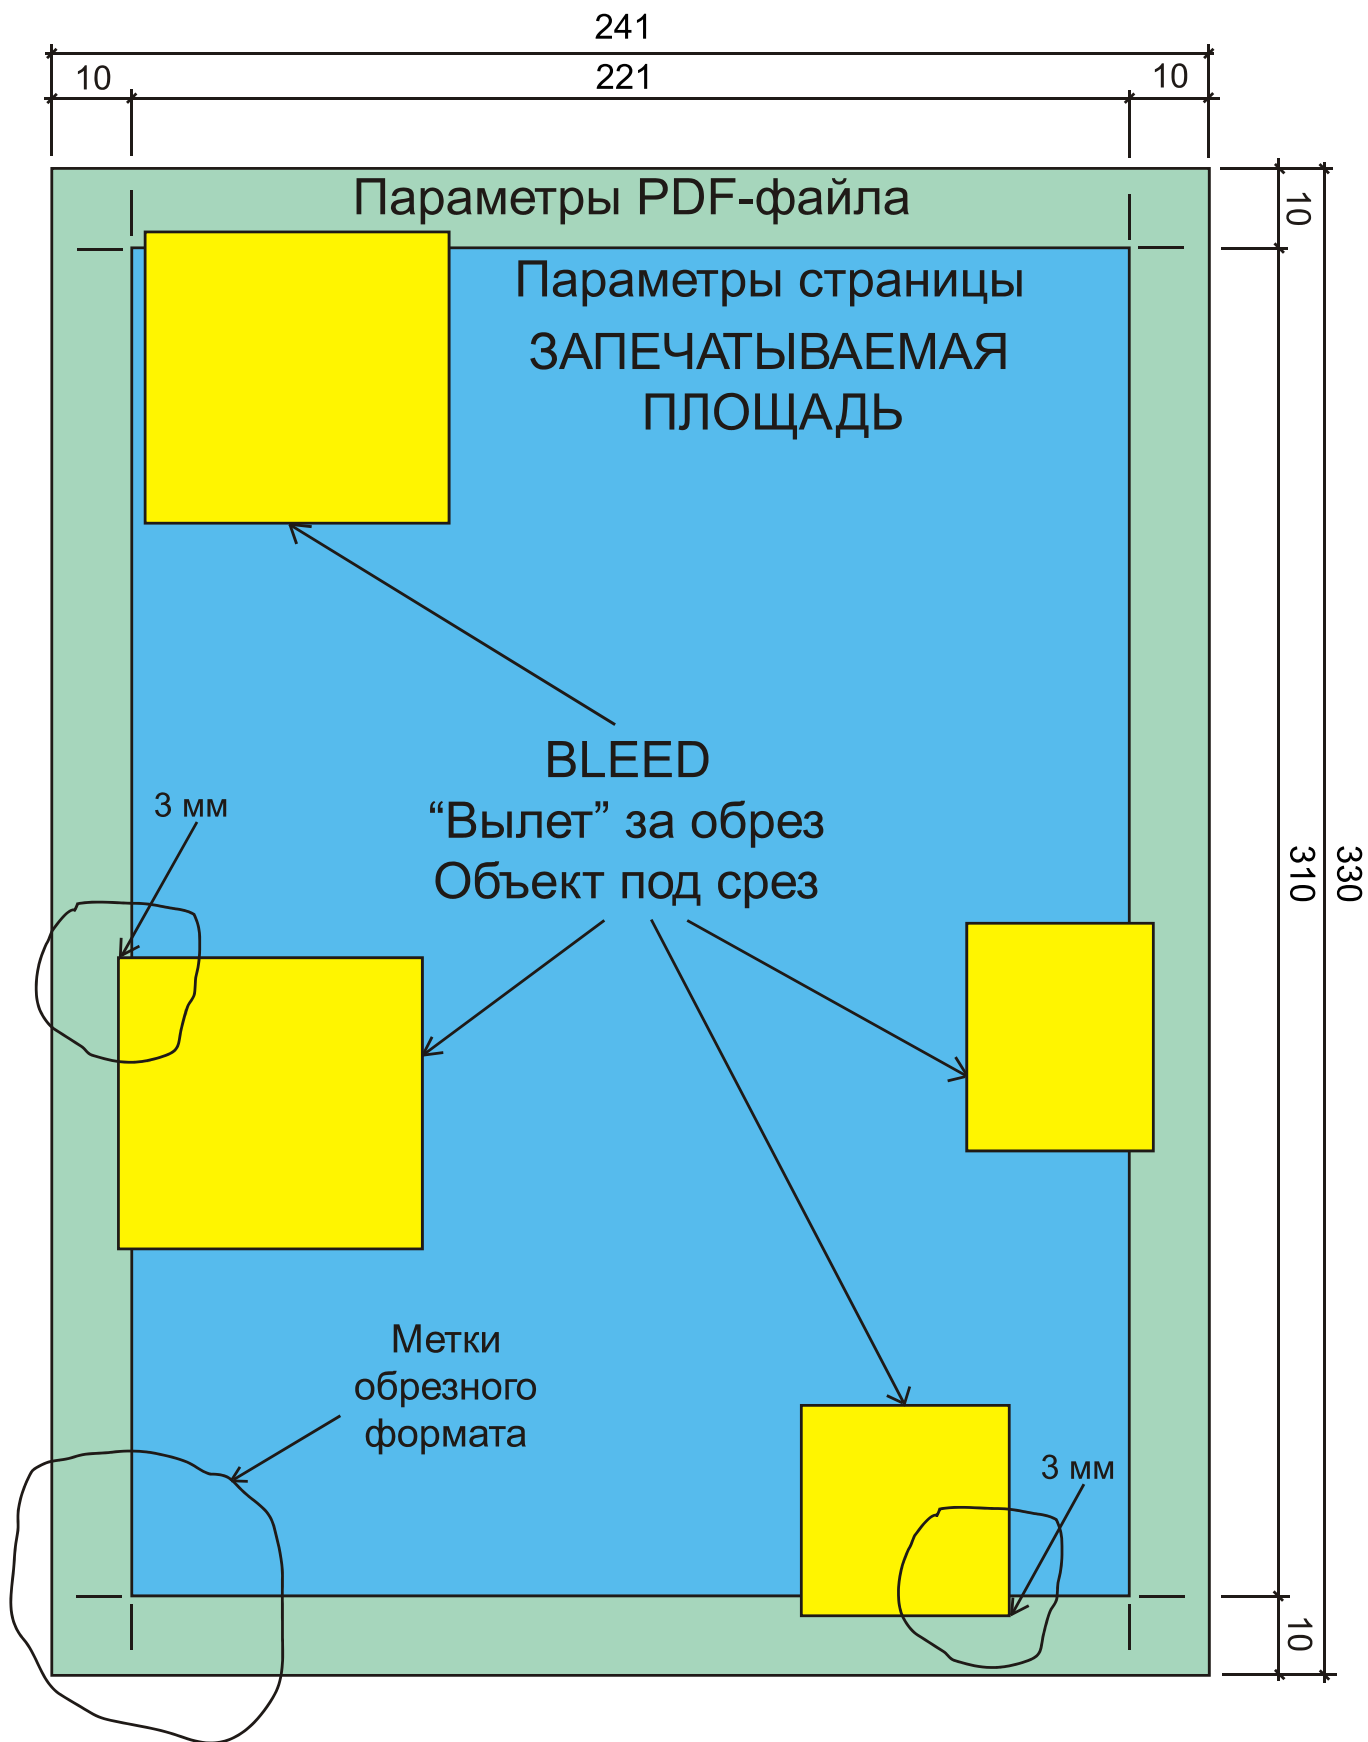 241
10
221
10
Параметры PDF-файла
10
Параметры страницы
ЗАПЕЧАТЫВАЕМАЯ
ПЛОЩАДЬ
BLEED
“Вылет” за обрез
Объект под срез
3 мм
310
330
Метки
обрезного
формата
3 мм
10